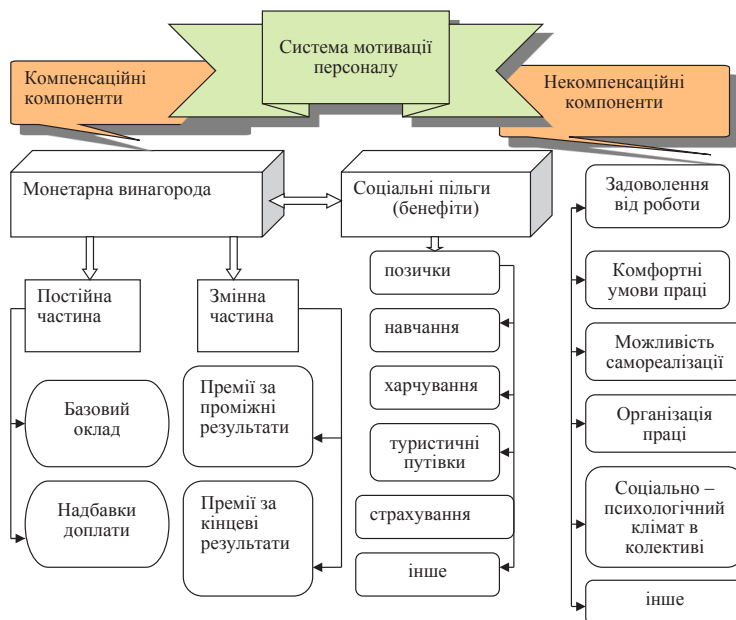 Система мотивації
персоналу
Компенсаційні
компоненти
Некомпенсаційні
компоненти
Монетарна винагорода
Соціальні пільги
(бенефіти)
Постійна
частина
Змінна
частина
Базовий
оклад
Надбавки
доплати
Премії за
проміжні
результати
Премії за
кінцеві
результати
позички
навчання
харчування
туристичні
путівки
страхування
інше
Задоволення
від роботи
Комфортні
умови праці
Можливість
самореалізації
Організація
праці
Соціально –
психологічний
клімат в
колективі
інше